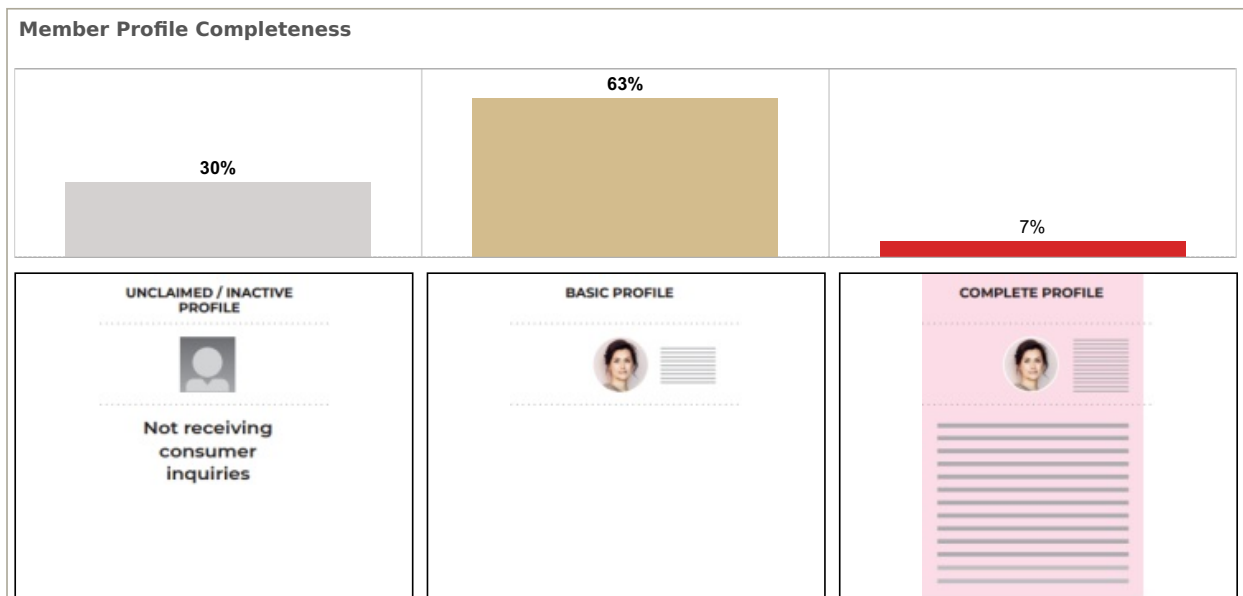 Member Profile Completeness
30%
63%
7%
UNCLAIMED / INACTIVE
PROFILE
Not receiving
consumer
inquiries
BASIC PROFILE
COMPLETE PROFILE